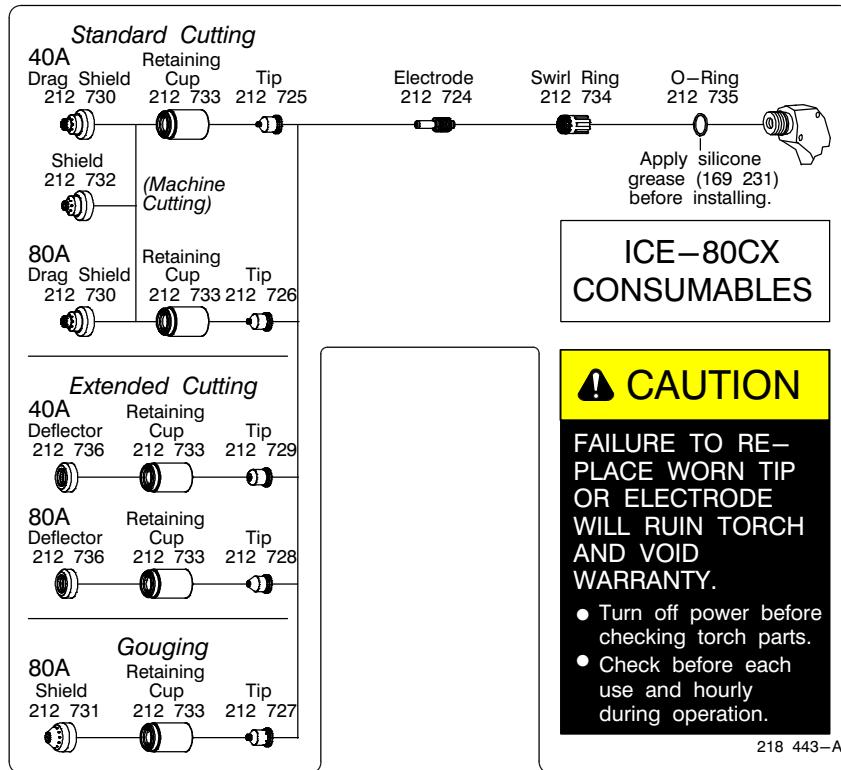 Standard Cutting
40A
Drag Shield
212 730
Retaining
Cup
212 733
Tip
212 725
Electrode
212 724
Swirl Ring
212 734
O–Ring
212 735
Apply silicone
grease (169 231)
before installing.
Shield
212 732
(Machine
Cutting)
80A
Drag Shield
212 730
Retaining
Cup
212 733
Tip
212 726
Extended Cutting
40A
Deflector
212 736
Retaining
Cup
212 733
Tip
212 729
80A
Deflector
212 736
Retaining
Cup
212 733
Tip
212 728
Gouging
80A
Shield
212 731
Retaining
Cup
212 733
Tip
212 727
ICE–80CX
CONSUMABLES
CAUTION
FAILURE TO RE–
PLACE WORN TIP
OR ELECTRODE
WILL RUIN TORCH
AND VOID
WARRANTY.
● Turn off power before
checking torch parts.
● Check before each
use and hourly
during operation.
218 443–A